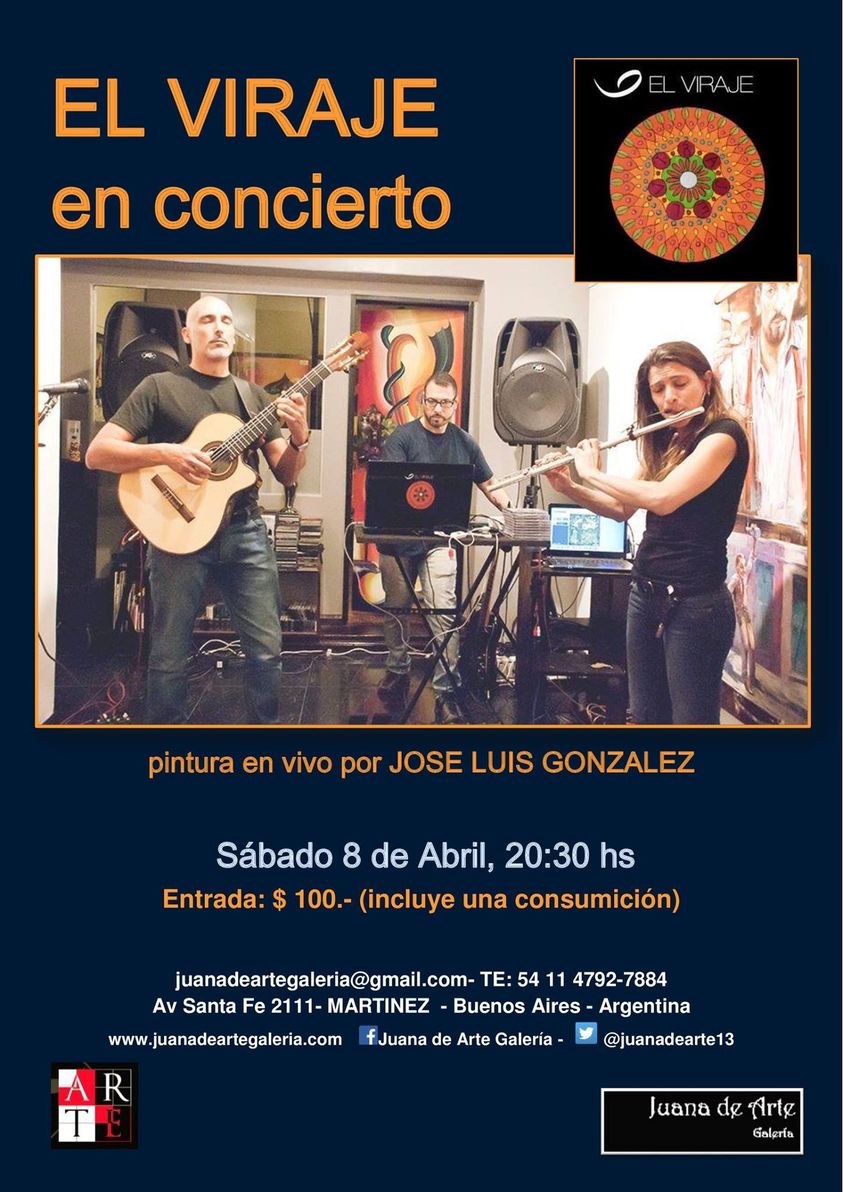 EL VIRAJE
en concierto
EL VIRAJE
EL VIRAJE
pintura en vivo por JOSE LUIS GONZALEZ
Sábado 8 de Abril, 20:30 hs
Entrada: $ 100.- (incluye una consumición)
juanadeartegaleria@gmail.com- TE: 54 11 4792-7884
Av Santa Fe 2111- MARTINEZ - Buenos Aires - Argentina
www.juanadeartegaleria.com Juana de Arte Galería - @juanadearte13
ARTE
Juana de Arte
Galería